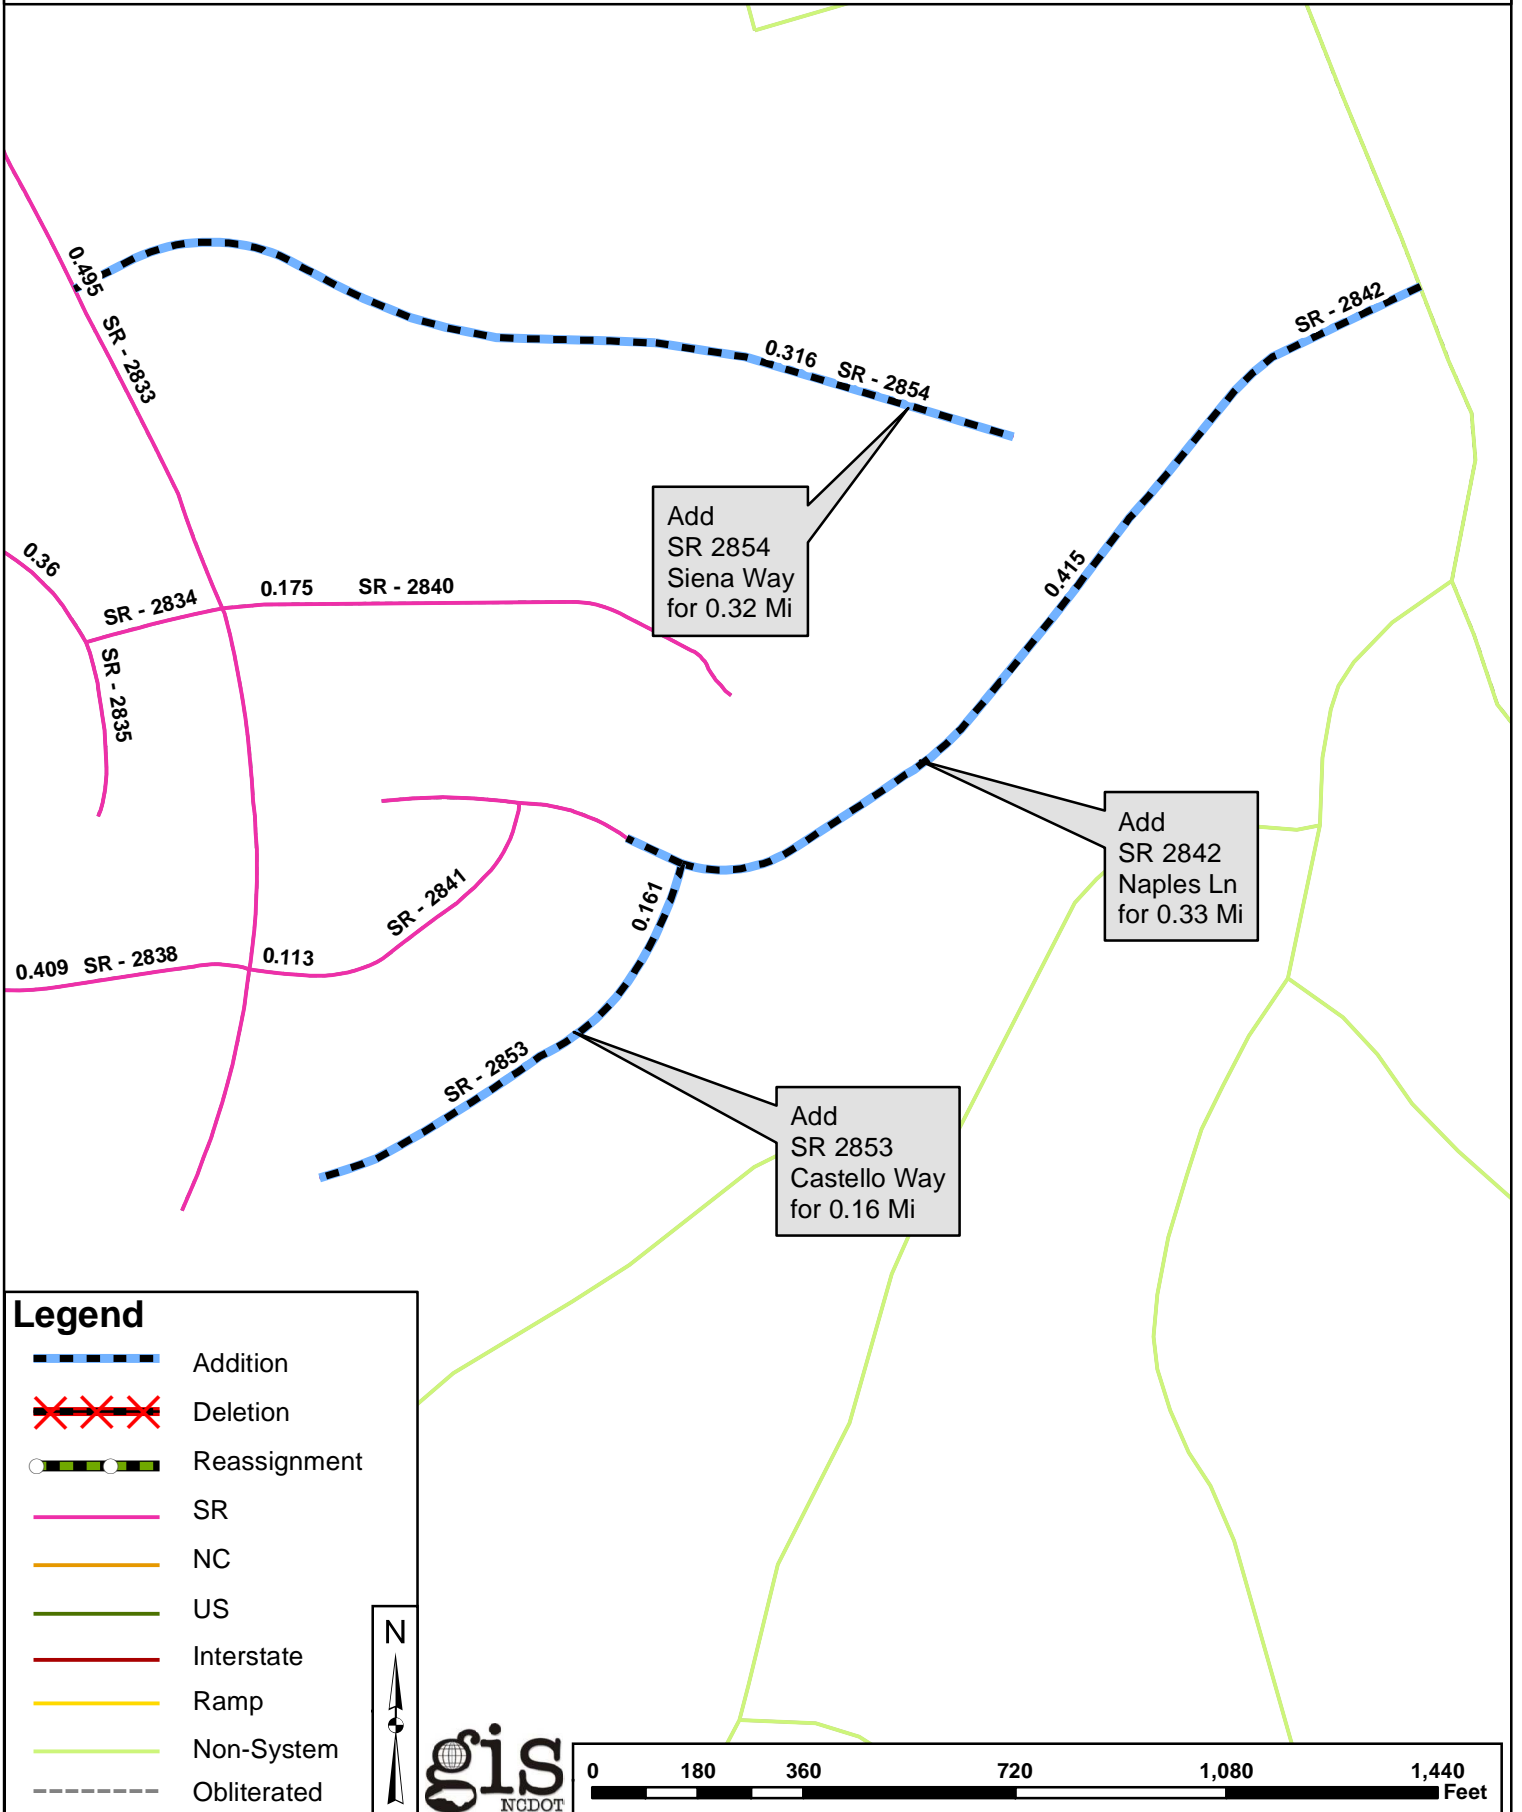 0.495
SR - 2833
SR - 2842
0.316
SR - 2854
Add
SR 2854
Siena Way
for 0.32 Mi
0.36
SR - 2834
0.175
SR - 2840
0.415
SR - 2835
Add
SR 2842
Naples Ln
for 0.33 Mi
SR - 2841
0.161
0.409
SR - 2838
0.113
SR - 2853
Add
SR 2853
Castello Way
for 0.16 Mi
Legend
Addition
Deletion
Reassignment
SR
NC
US
Interstate
Ramp
Non-System
Obliterated
N
gis
NCDOT
0 180 360 720 1,080 1,440
Feet